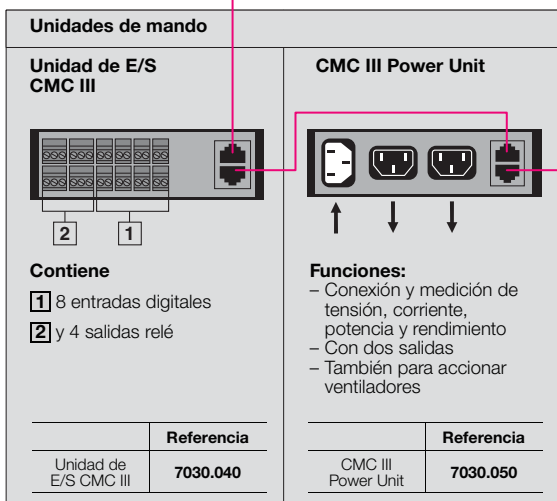 Unidades de mando
Unidad de E/S
CMC III
2
1
Contiene
1 8 entradas digitales
2 y 4 salidas relé
Referencia
Unidad de
E/S CMC III
7030.040
CMC III Power Unit
Funciones:
– Conexión y medición de
tensión, corriente,
potencia y rendimiento
– Con dos salidas
– También para accionar
ventiladores
Referencia
CMC III
Power Unit
7030.050